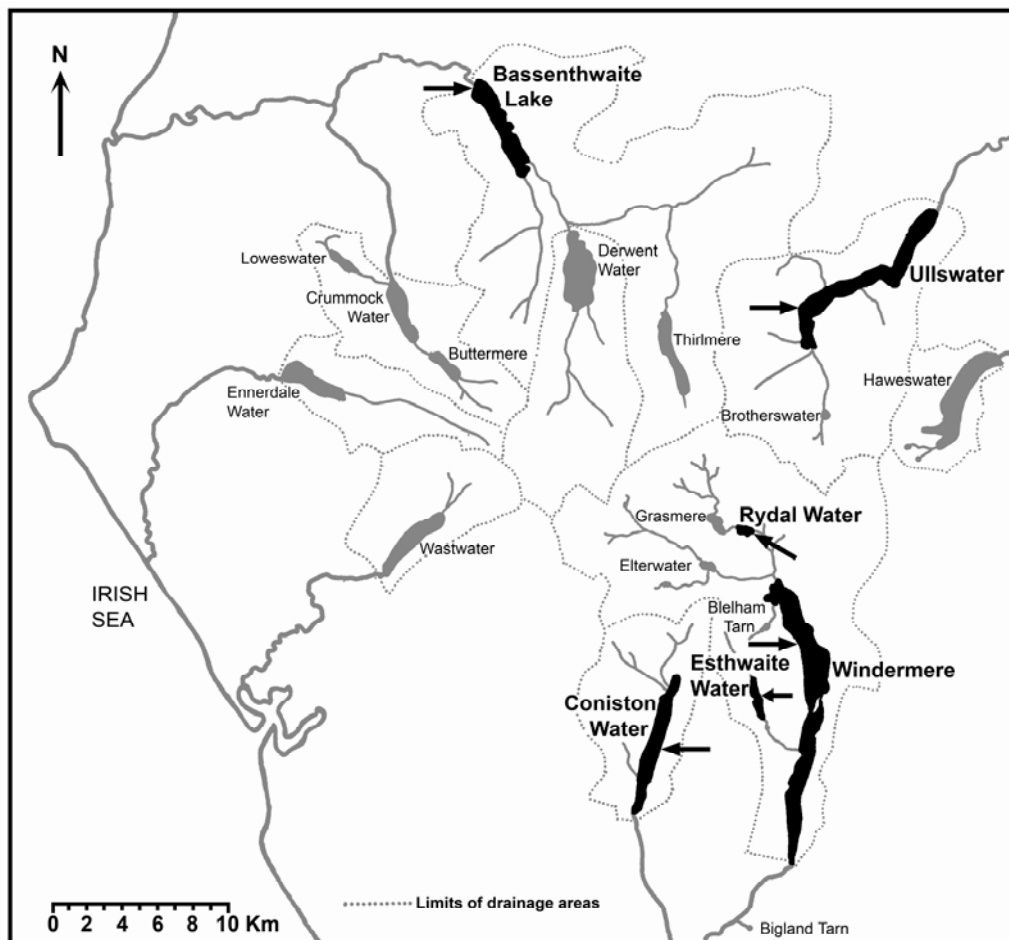 N
Bassenthwaite
Lake
Loweswater
Crummock
Water
Buttermere
Ennerdale
Water
Derwent
Water
Thirlmere
Ullswater
Haweswater
Brotherswater
Wastwater
Grasmere
Rydal Water
Elterwater
Blelham
Tarn
IRISH
SEA
Esthwaite
Water
Windermere
Coniston
Water
0 2 4 6 8 10 Km
Limits of drainage areas
Bigland Tarn